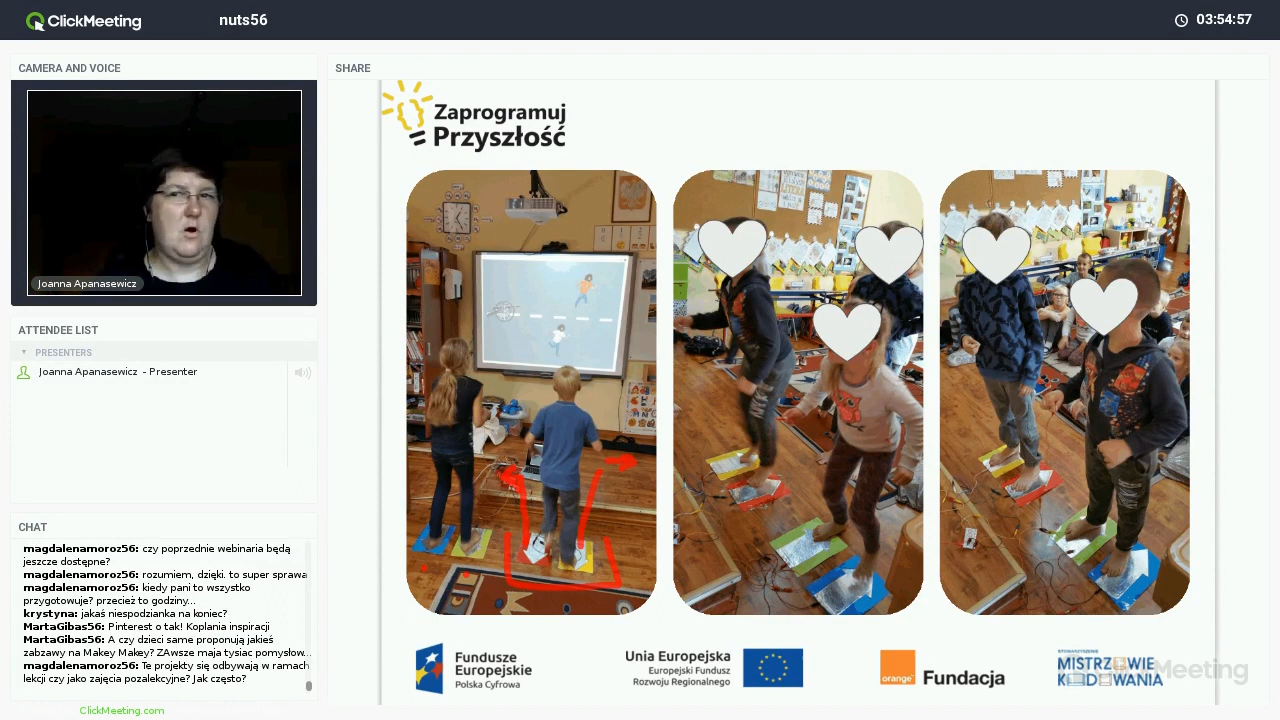 ClickMeeting
nuts56
03:54:57
CAMERA AND VOICE
Joanna Apanasewicz
ATTENDEE LIST
PRESENTERS
Joanna Apanasewicz - Presenter
CHAT
magdalenamoroz56: czy poprzednie webinaria będą
jeszcze dostępne?
magdalenamoroz56: rozumiem, dzięki. to super sprawa
magdalenamoroz56: kiedy pani to wszystko
przygotowuje? przecież to godziny...
krystyna: jakaś niespodzianka na koniec?
MartaGibas56: Pinterest o tak! Koplania inspiracji
MartaGibas56: A czy dzieci same proponują jakieś
zabzawy na Makey Makey? ZAwsze maja tysiac pomysłow...
magdalenamoroz56: Te projekty się odbywają w ramach
lekcji czy jako zajęcia pozalekcyjne? Jak często?
ClickMeeting.com
SHARE
Zaprogramuj
Przyszłość
Fundusze
Europejskie
Polska Cyfrowa
Unia Europejska
Europejski Fundusz
Rozwoju Regionalnego
orange
Fundacja
STOWARZYSZENIE
MISTRZOWIE
KODOWANIA
ClickMeeting